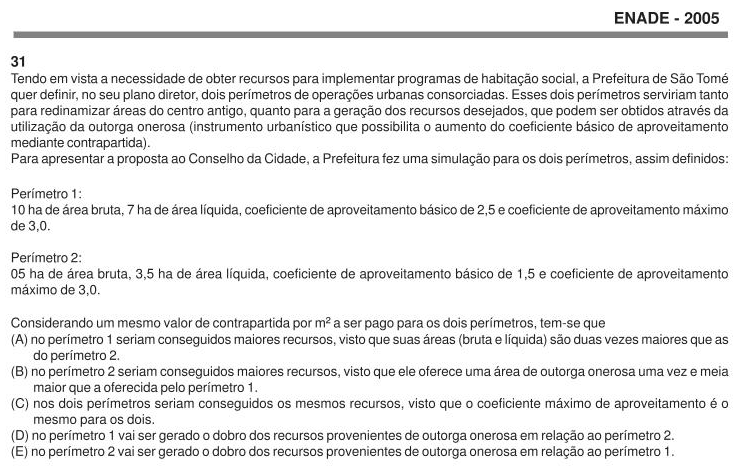 ENADE - 2005
31
Tendo em vista a necessidade de obter recursos para implementar programas de habitação social, a Prefeitura de São Tomé
quer definir, no seu plano diretor, dois perímetros de operações urbanas consorciadas. Esses dois perímetros serviriam tanto
para redinamizar áreas do centro antigo, quanto para a geração dos recursos desejados, que podem ser obtidos através da
utilização da outorga onerosa (instrumento urbanístico que possibilita o aumento do coeficiente básico de aproveitamento
mediante contrapartida).
Para apresentar a proposta ao Conselho da Cidade, a Prefeitura fez uma simulação para os dois perímetros, assim definidos:
Perímetro 1:
10 ha de área bruta, 7 ha de área líquida, coeficiente de aproveitamento básico de 2,5 e coeficiente de aproveitamento máximo
de 3,0.
Perímetro 2:
05 ha de área bruta, 3,5 ha de área líquida, coeficiente de aproveitamento básico de 1,5 e coeficiente de aproveitamento
máximo de 3,0.
Considerando um mesmo valor de contrapartida por m² a ser pago para os dois perímetros, tem-se que
(A) no perímetro 1 seriam conseguidos maiores recursos, visto que suas áreas (bruta e líquida) são duas vezes maiores que as
do perímetro 2.
(B) no perímetro 2 seriam conseguidos maiores recursos, visto que ele oferece uma área de outorga onerosa uma vez e meia
maior que a oferecida pelo perímetro 1.
(C) nos dois perímetros seriam conseguidos os mesmos recursos, visto que o coeficiente máximo de aproveitamento é o
mesmo para os dois.
(D) no perímetro 1 vai ser gerado o dobro dos recursos provenientes de outorga onerosa em relação ao perímetro 2.
(E) no perímetro 2 vai ser gerado o dobro dos recursos provenientes de outorga onerosa em relação ao perímetro 1.